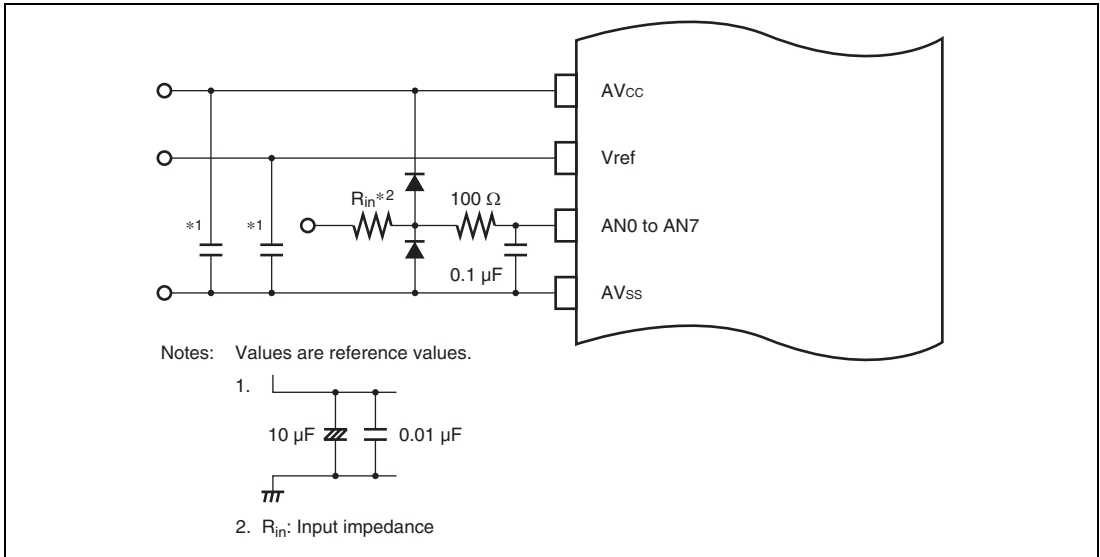 AVcc
Vref
Rin*2
100 Ω
*1
*1
AN0 to AN7
0.1 µF
AVss
Notes: Values are reference values.
1.
10 µF
0.01 µF
2. Rin: Input impedance